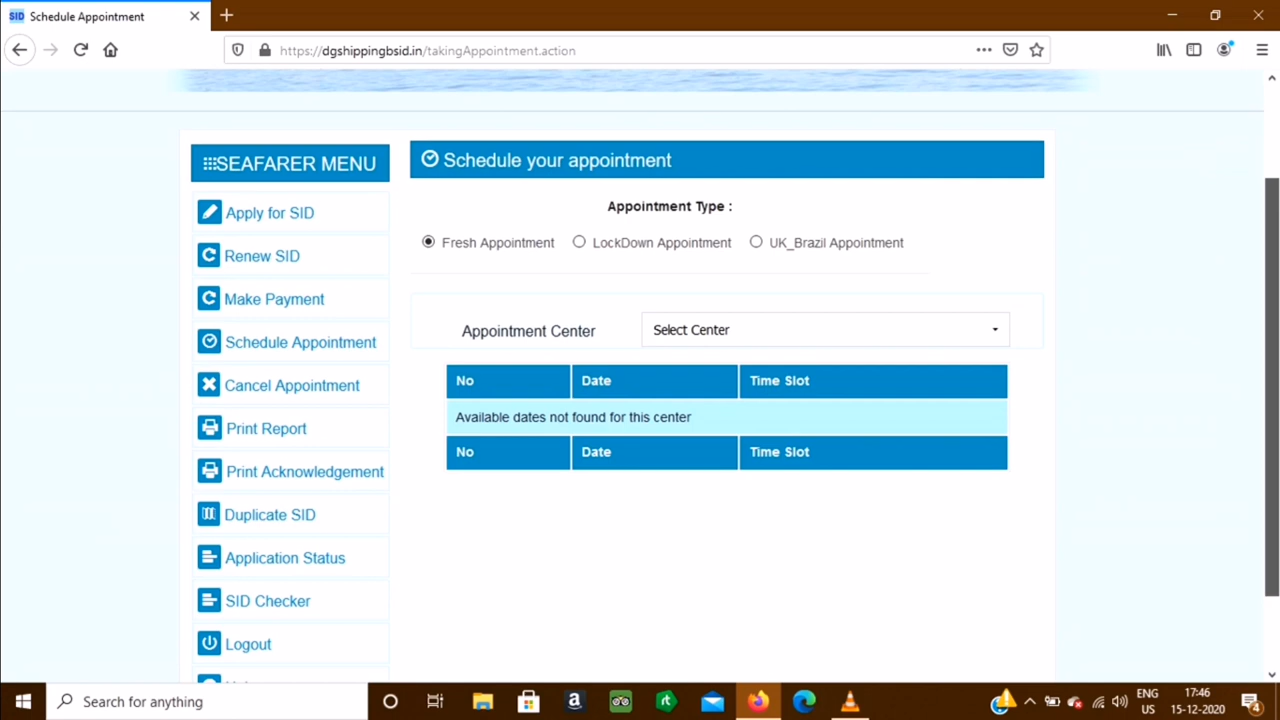 SID Schedule Appointment
https://dgshippingbsid.in/takingAppointment.action
SEAFARER MENU
Apply for SID
Renew SID
Make Payment
Schedule Appointment
Cancel Appointment
Print Report
Print Acknowledgement
Duplicate SID
Application Status
SID Checker
Logout
Schedule your appointment
Appointment Type :
Fresh Appointment LockDown Appointment UK_Brazil Appointment
Appointment Center Select Center
No Date Time Slot
Available dates not found for this center
No Date Time Slot
Search for anything
ENG
US
17:46
15-12-2020
4